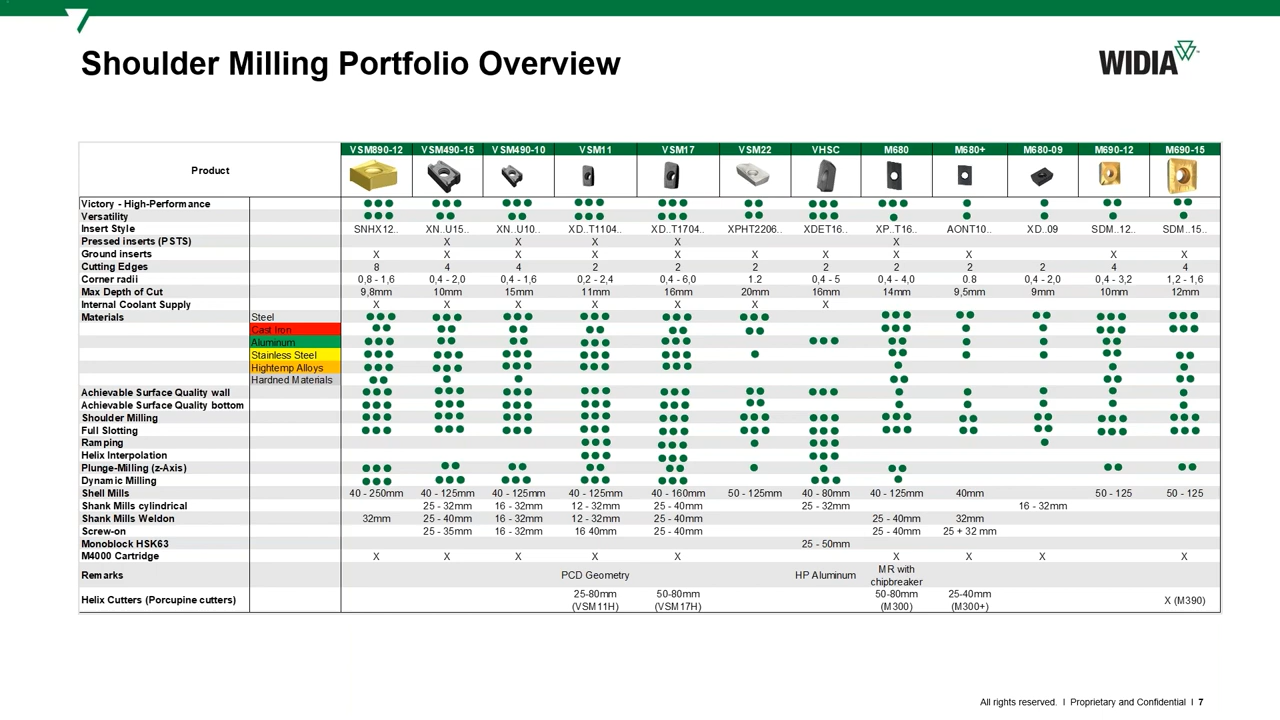 Shoulder Milling Portfolio Overview
WIDIA
Product VSM890-12 VSM490-15 VSM490-10 VSM11 VSM17 VSM22 VHSC M680 M680+ M680-09 M690-12 M690-15
Victory - High-Performance
Versatility
Insert Style SNHX12.. XN..U15.. XN..U10.. XD..T1104.. XD..T1704.. XPHT2206.. XDET16.. XP..T16.. AONT10.. XD..09 SDM..12.. SDM..15..
Pressed inserts (PSTS) X X X X X
Ground inserts X X X X X X X X X X X
Cutting Edges 8 4 4 2 2 2 2 2 2 2 4 4
Corner radii 0,8 - 1,6 0,4 - 2,0 0,4 - 1,6 0,2 - 2,4 0,4 - 6,0 1.2 0,4 - 5 0,4 - 4,0 0.8 0,4 - 2,0 0,4 - 3,2 1,2 - 1,6
Max Depth of Cut 9,8mm 10mm 15mm 11mm 16mm 20mm 16mm 14mm 9,5mm 9mm 10mm 12mm
Internal Coolant Supply X X X X X X X
Materials Steel
Cast Iron
Aluminum
Stainless Steel
Hightemp Alloys
Hardned Materials
Achievable Surface Quality wall
Achievable Surface Quality bottom
Shoulder Milling
Full Slotting
Ramping
Helix Interpolation
Plunge-Milling (z-Axis)
Dynamic Milling
Shell Mills 40 - 250mm 40 - 125mm 40 - 125mm 40 - 125mm 40 - 160mm 50 - 125mm 40 - 80mm 40 - 125mm 40mm 50 - 125 50 - 125
Shank Mills cylindrical 25 - 32mm 16 - 32mm 12 - 32mm 25 - 40mm 25 - 32mm 16 - 32mm
Shank Mills Weldon 32mm 25 - 40mm 16 - 32mm 12 - 32mm 25 - 40mm 25 - 40mm 32mm
Screw-on 25 - 35mm 16 - 32mm 16 40mm 25 - 40mm 25 - 40mm 25 + 32 mm
Monoblock HSK63 25 - 50mm
M4000 Cartridge X X X X X X X X X
Remarks PCD Geometry HP Aluminum MR with
chipbreaker
Helix Cutters (Porcupine cutters) 25-80mm 50-80mm 50-80mm 25-40mm X (M390)
(VSM11H) (VSM17H) (M300) (M300+)
All rights reserved. I Proprietary and Confidential I 7